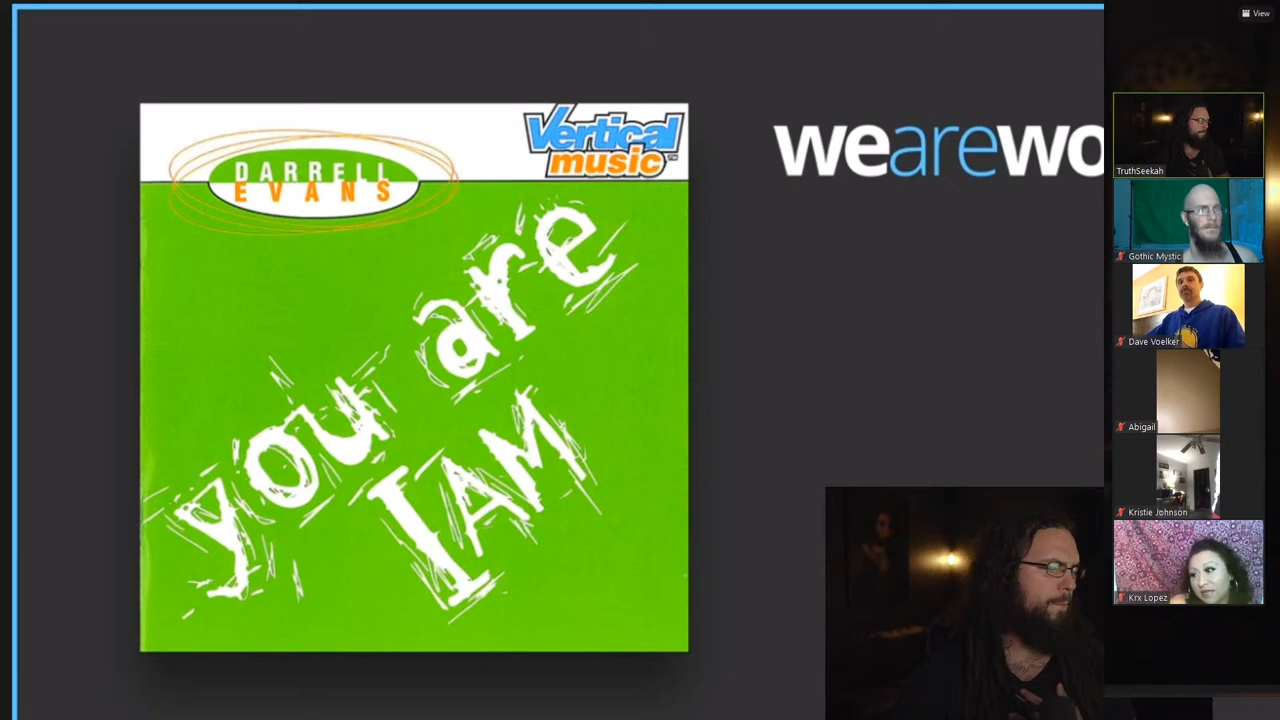 View
DARRELL
EVANS
Vertical
music
wearewo
you are
I AM
TruthSeekah
Gothic Mystic
Dave Voelker
Abigail
Kristie Johnson
Krx Lopez